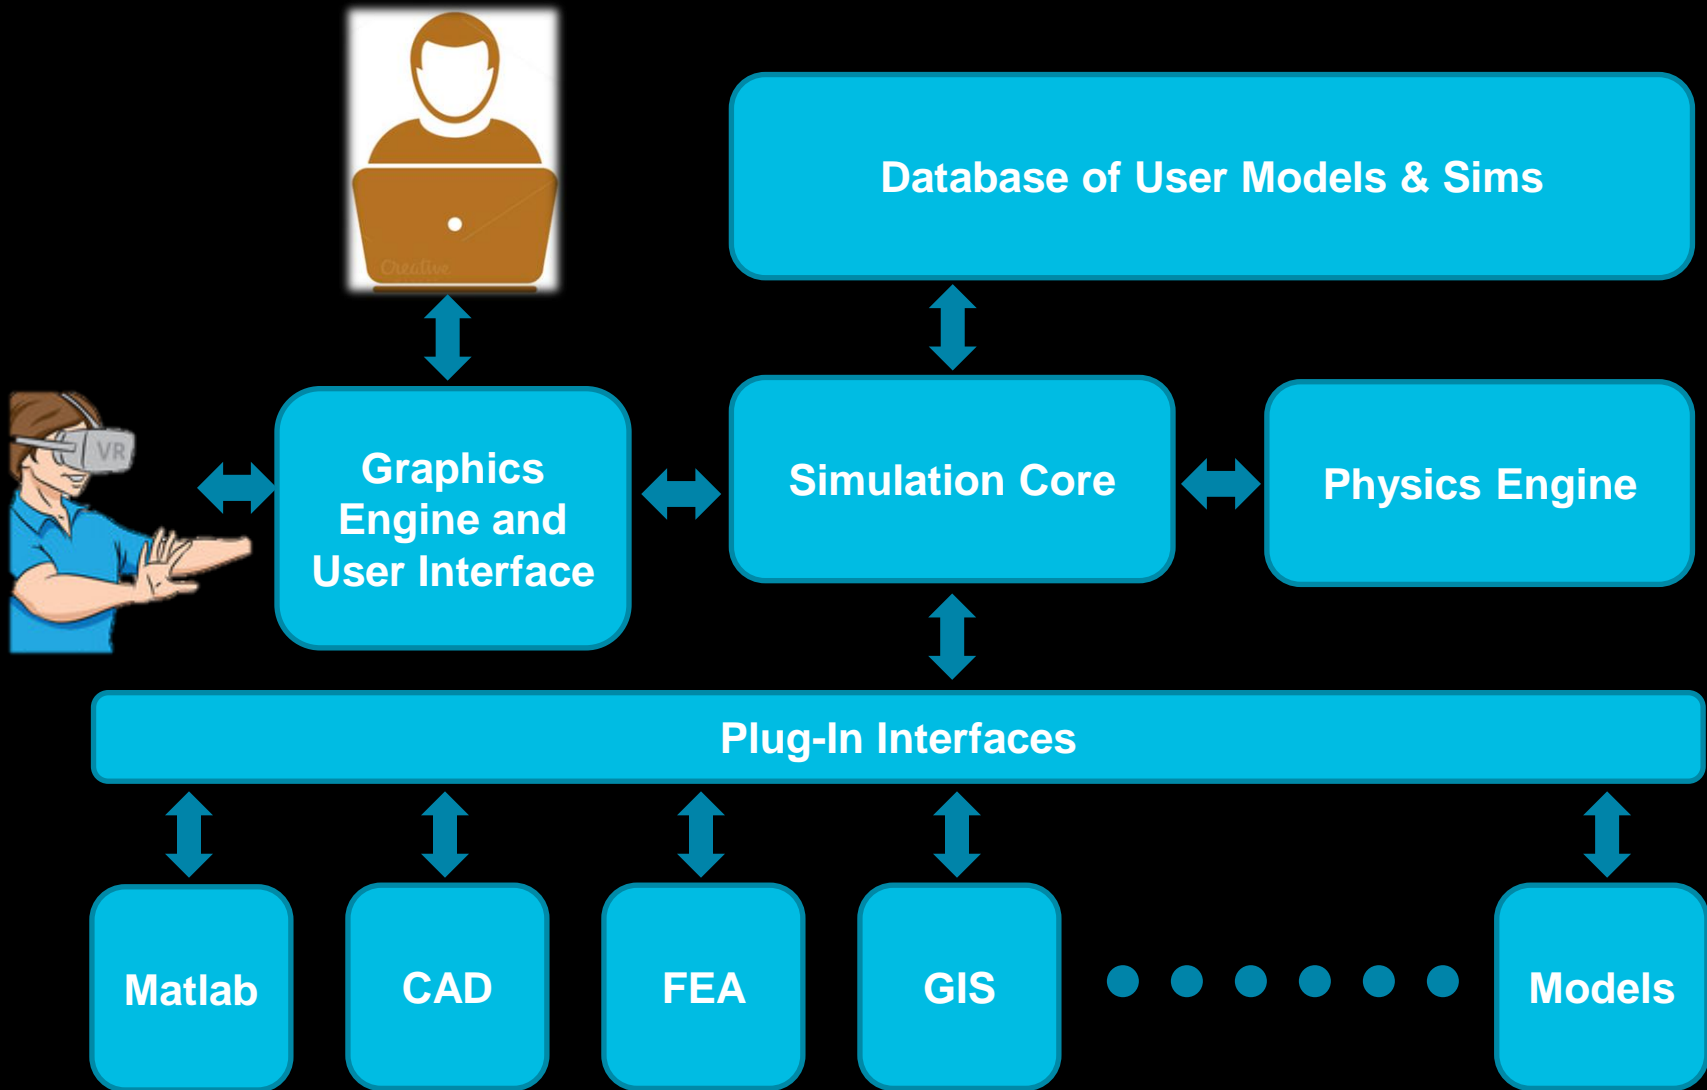 Creative
Database of User Models & Sims
VR
Graphics
Engine and
User Interface
Simulation Core
Physics Engine
Plug-In Interfaces
Matlab
CAD
FEA
GIS
Models